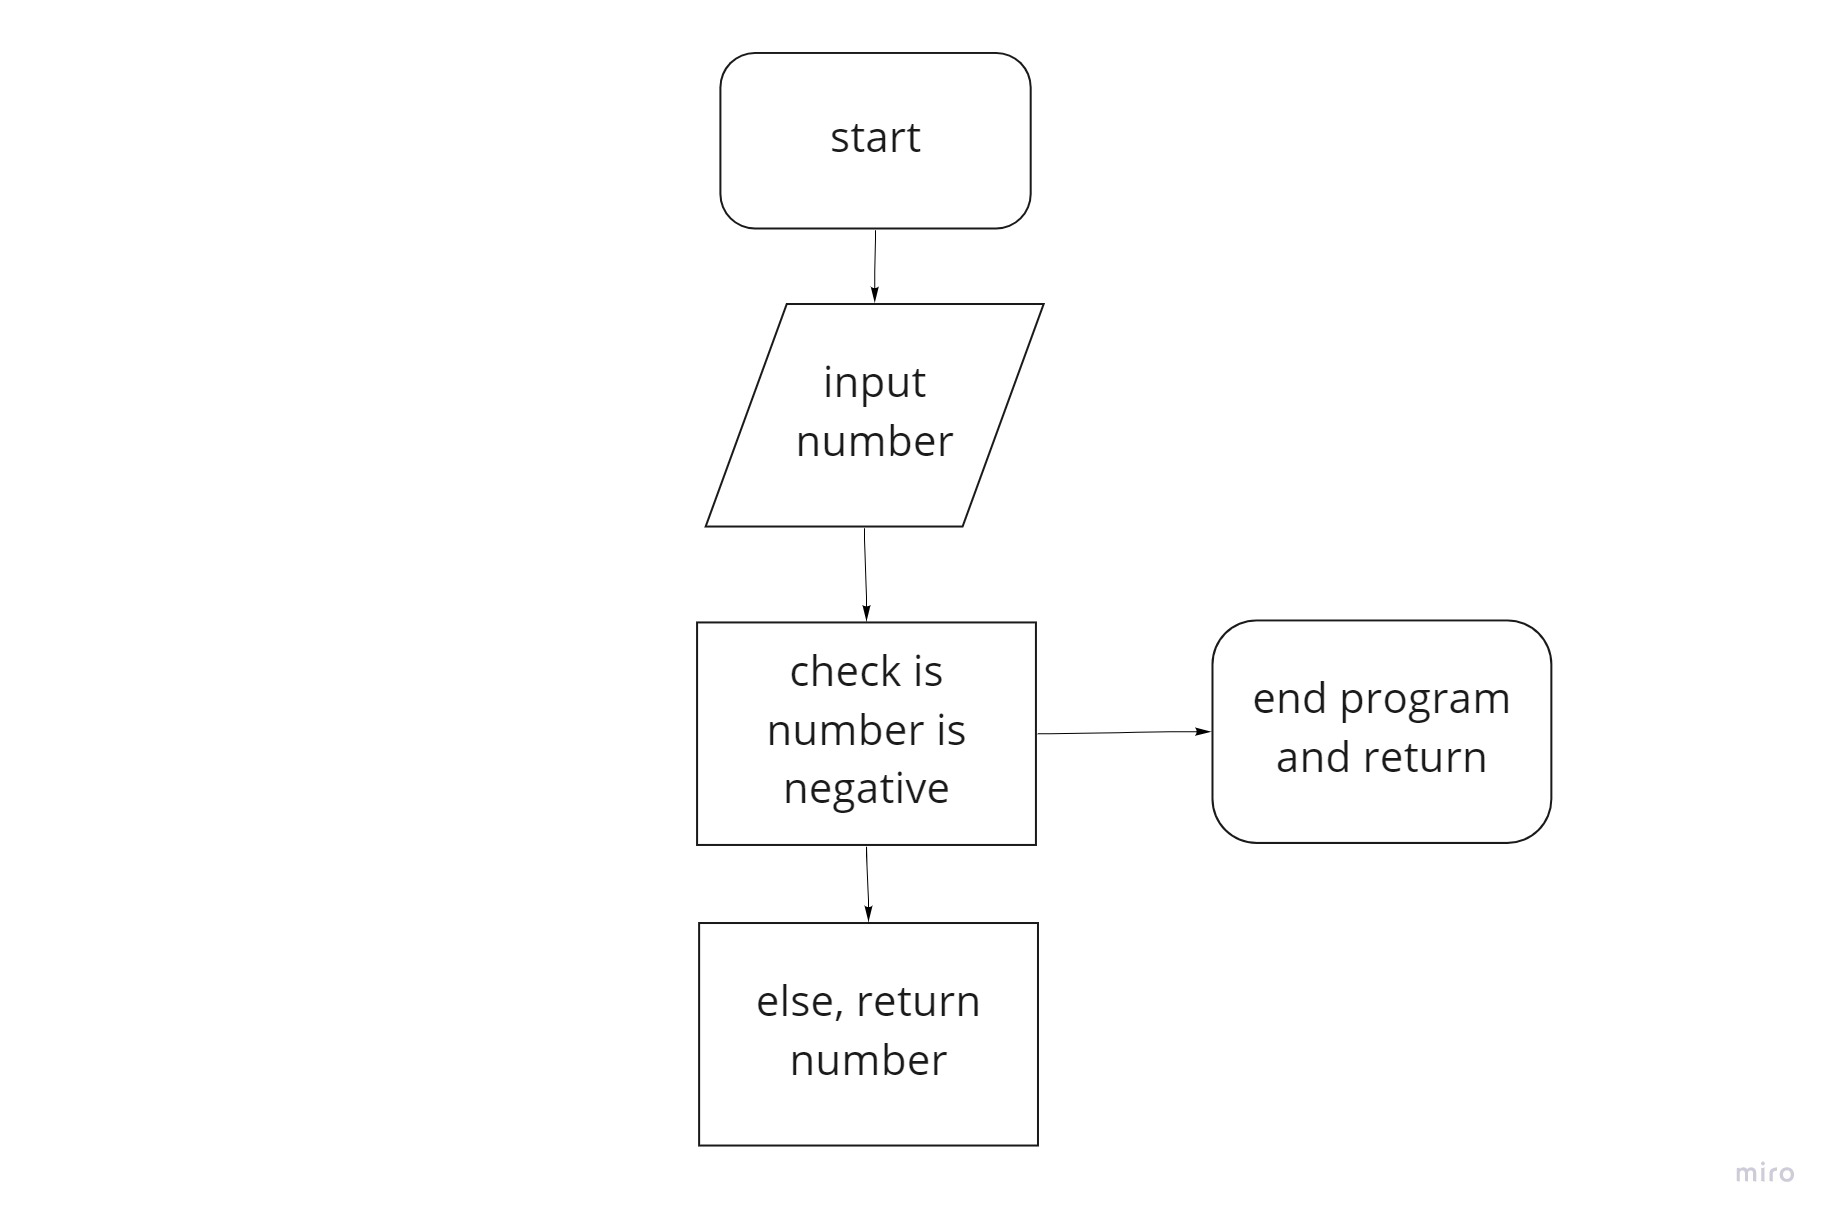 start
input
number
check is
number is
negative
end program
and return
else, return
number
miro